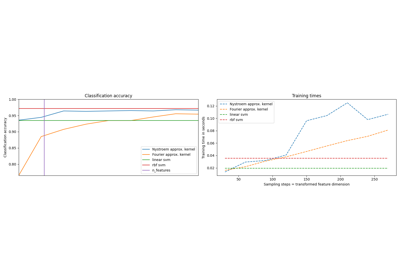 Classification accuracy
1.00
0.95
0.90
0.85
0.80
Classification accuracy
Nystroem approx. kernel
Fourier approx. kernel
linear svm
rbf svm
n_features
Training times
0.12
0.10
0.08
0.06
0.04
0.02
Training time in seconds
Nystroem approx. kernel
Fourier approx. kernel
linear svm
rbf svm
50
100
150
200
250
Sampling steps = transformed feature dimension